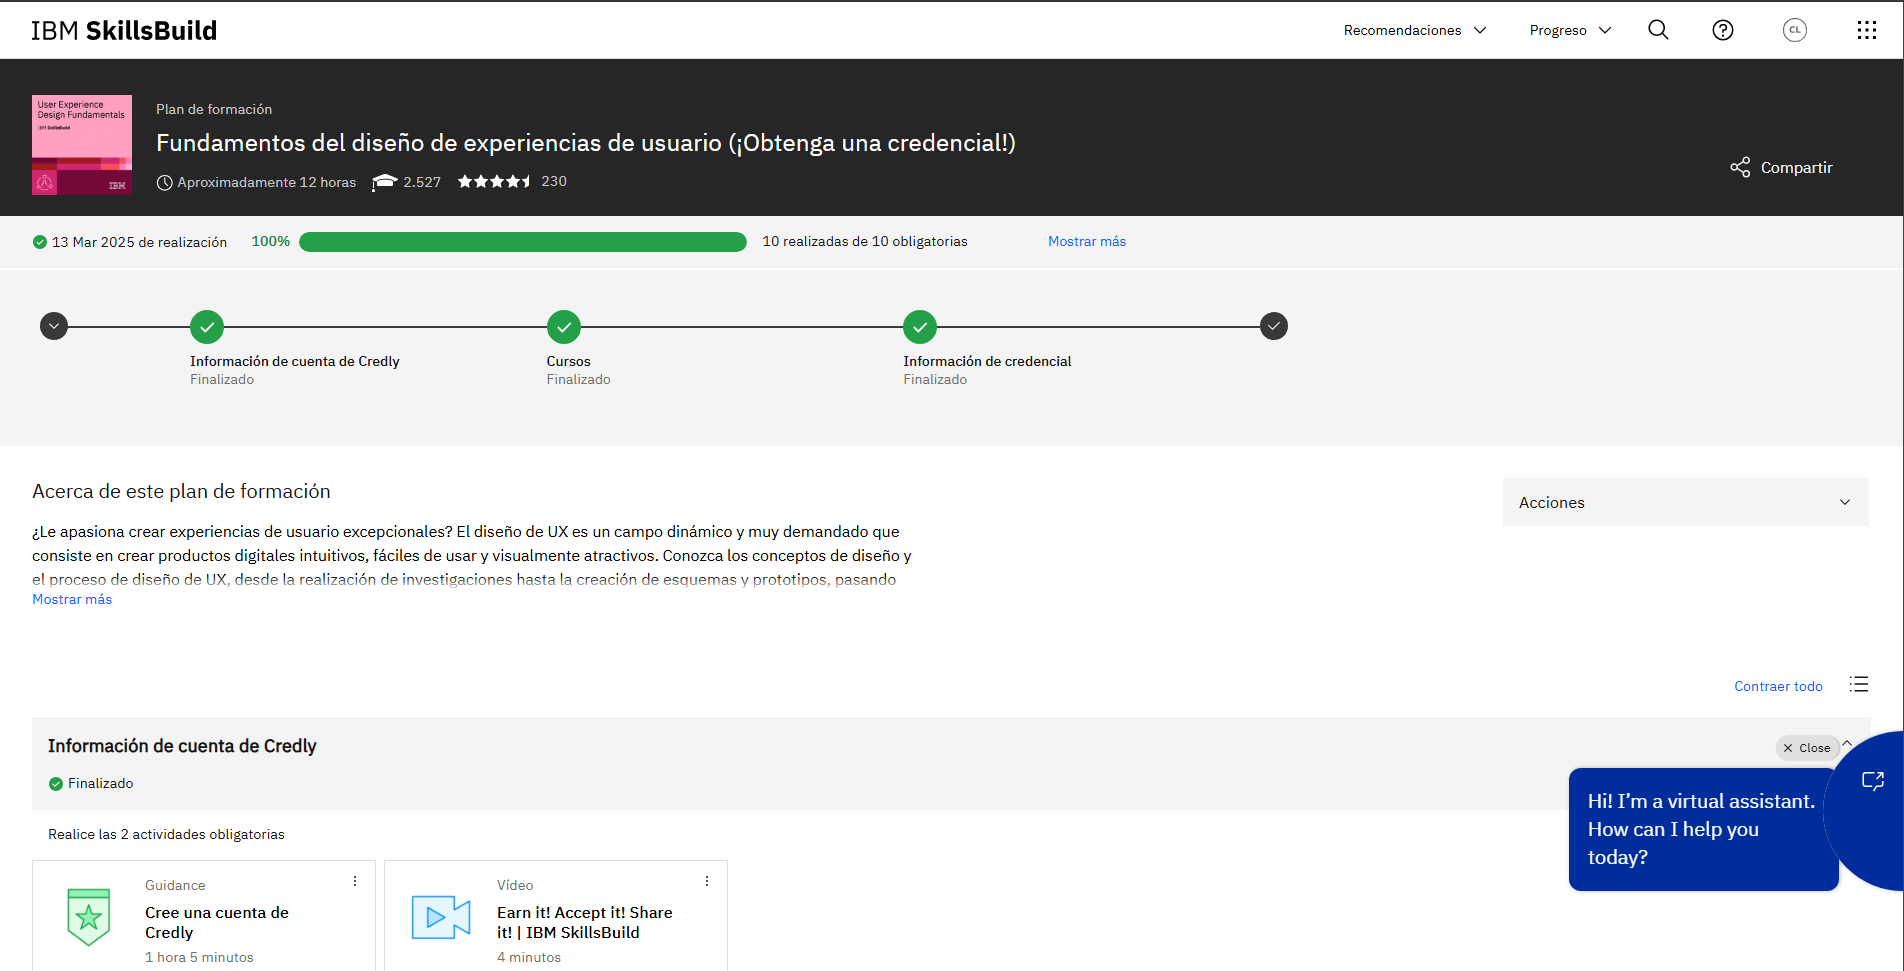 IBM SkillsBuild
Recomendaciones
Progreso
CL
User Experience
Design Fundamentals
IBM SkillsBuild
IBM
Plan de formación
Fundamentos del diseño de experiencias de usuario (¡Obtenga una credencial!)
Aproximadamente 12 horas
2.527
230
Compartir
13 Mar 2025 de realización
100%
10 realizadas de 10 obligatorias
Mostrar más
Información de cuenta de Credly
Finalizado
Cursos
Finalizado
Información de credencial
Finalizado
Acerca de este plan de formación
¿Le apasiona crear experiencias de usuario excepcionales? El diseño de UX es un campo dinámico y muy demandado que
consiste en crear productos digitales intuitivos, fáciles de usar y visualmente atractivos. Conozca los conceptos de diseño y
el proceso de diseño de UX, desde la realización de investigaciones hasta la creación de esquemas y prototipos, pasando
Mostrar más
Acciones
Contraer todo
Información de cuenta de Credly
Finalizado
Close
Hi! I'm a virtual assistant.
How can I help you
today?
Realice las 2 actividades obligatorias
Guidance
Cree una cuenta de
Credly
1 hora 5 minutos
Vídeo
Earn it! Accept it! Share
it! | IBM SkillsBuild
4 minutos